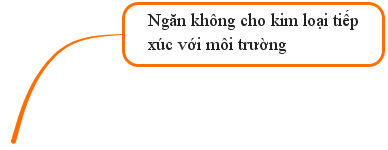 Ngăn không cho kim loại tiếp
xúc với môi trường